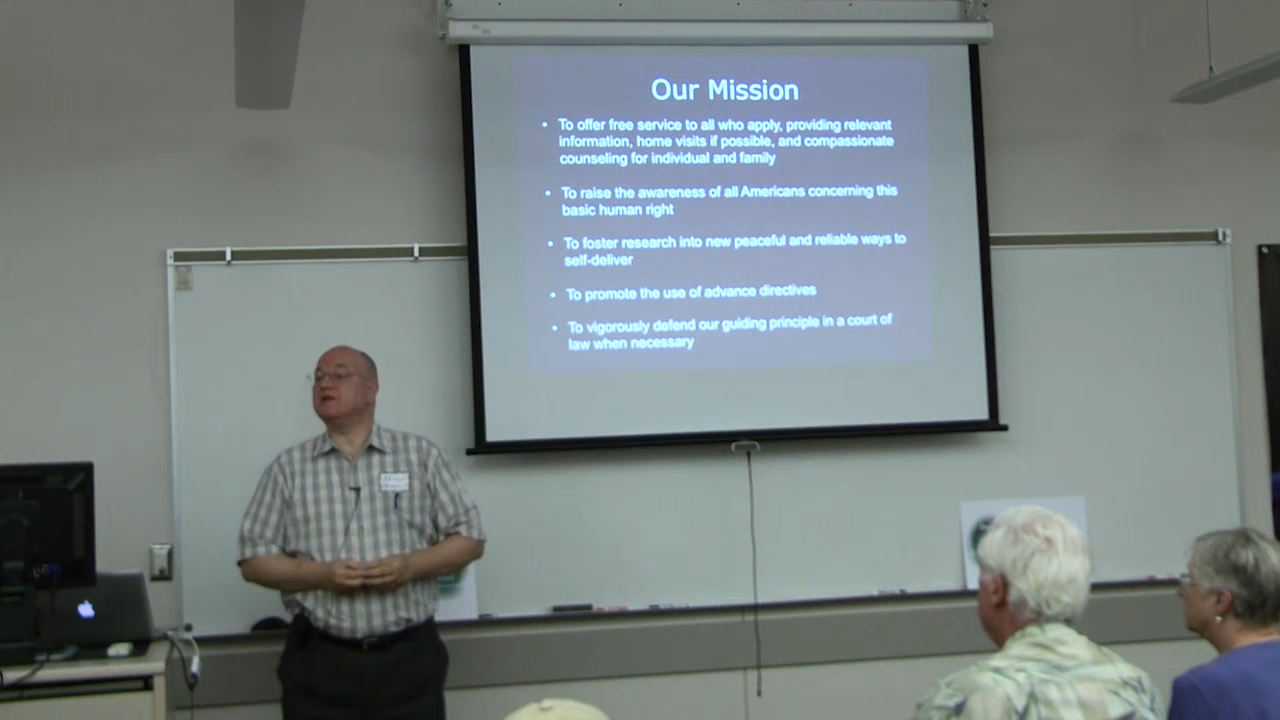 Our Mission
• To offer free service to all who apply, providing relevant
information, home visits if possible, and compassionate
counseling for individual and family
• To raise the awareness of all Americans concerning this
basic human right
• To foster research into new peaceful and reliable ways to
self-deliver
• To promote the use of advance directives
• To vigorously defend our guiding principle in a court of
law when necessary